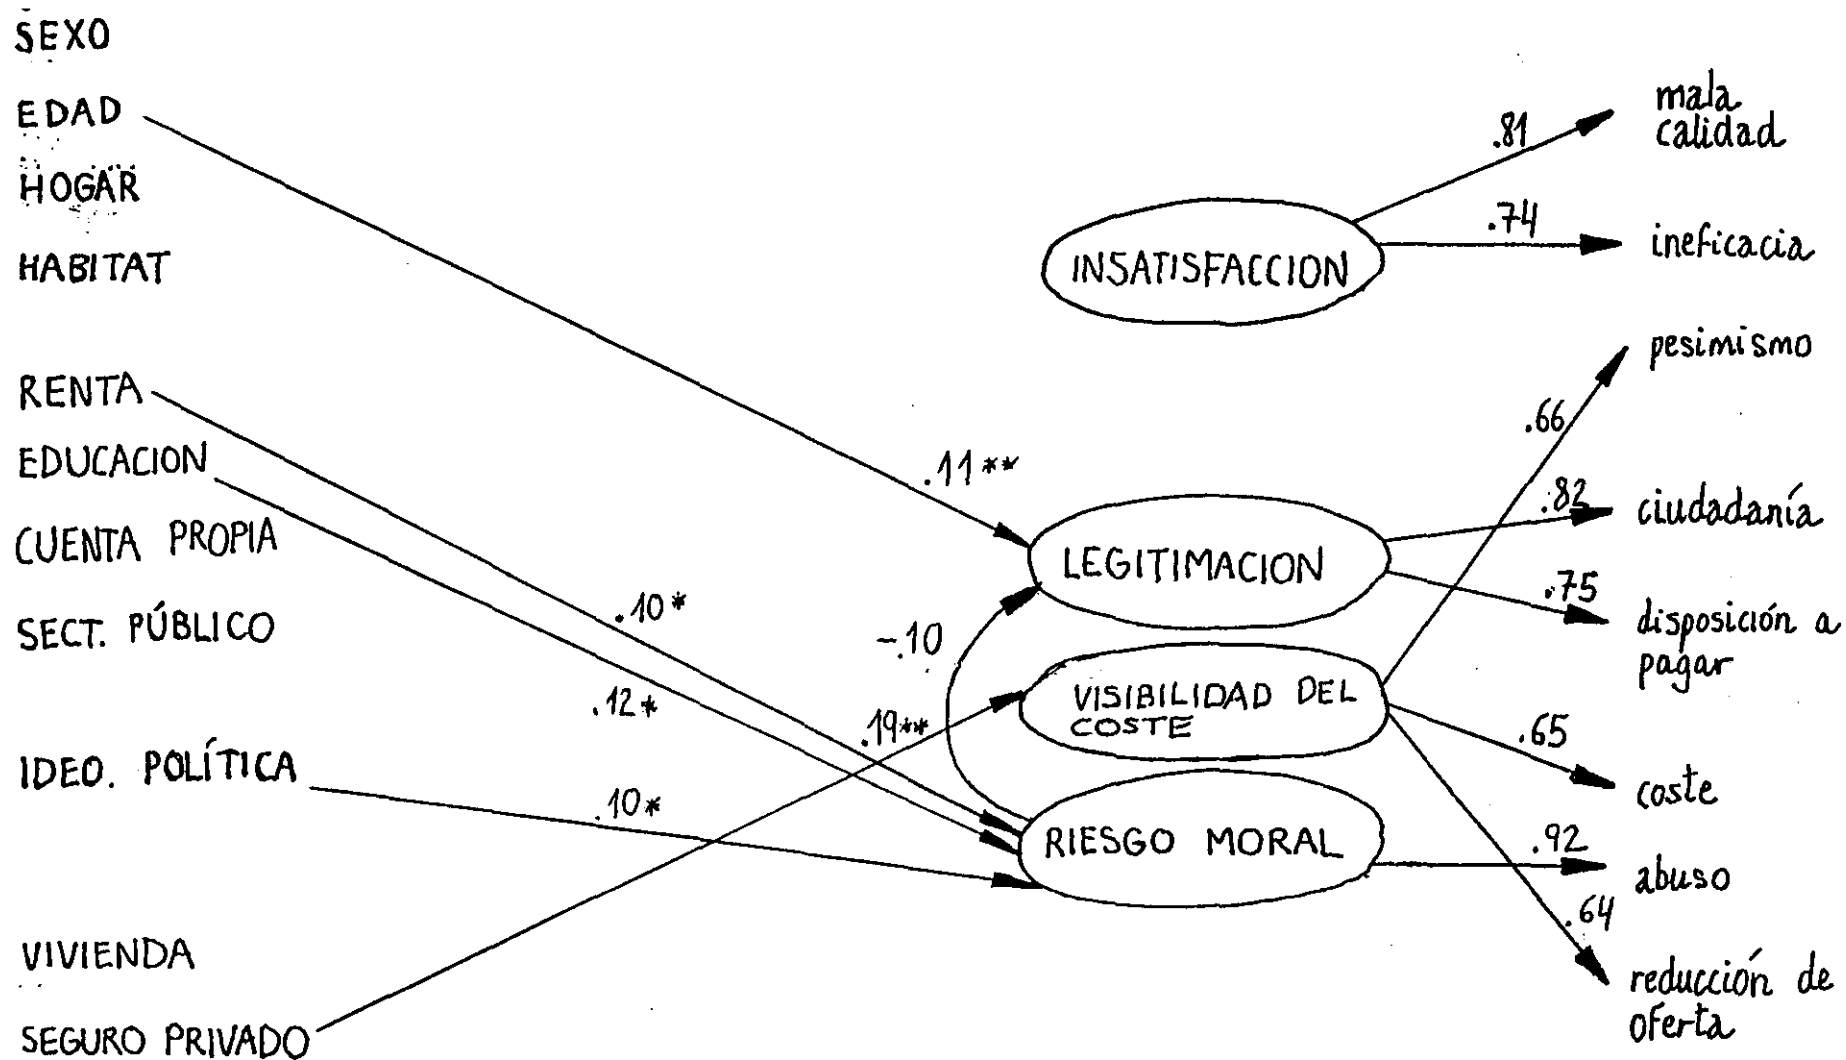 SEXO
EDAD
HOGAR
HABITAT
RENTA
EDUCACION
CUENTA PROPIA
SECT. PÚBLICO
IDEO. POLÍTICA
VIVIENDA
SEGURO PRIVADO
.11**
.10*
.12*
.10*
.19**
-.10
INSATISFACCION
LEGITIMACION
VISIBILIDAD DEL
COSTE
RIESGO MORAL
.81
.74
.66
.82
.75
.65
.92
.64
mala
calidad
ineficacia
pesimismo
ciudadanía
disposición a
pagar
coste
abuso
reducción de
oferta